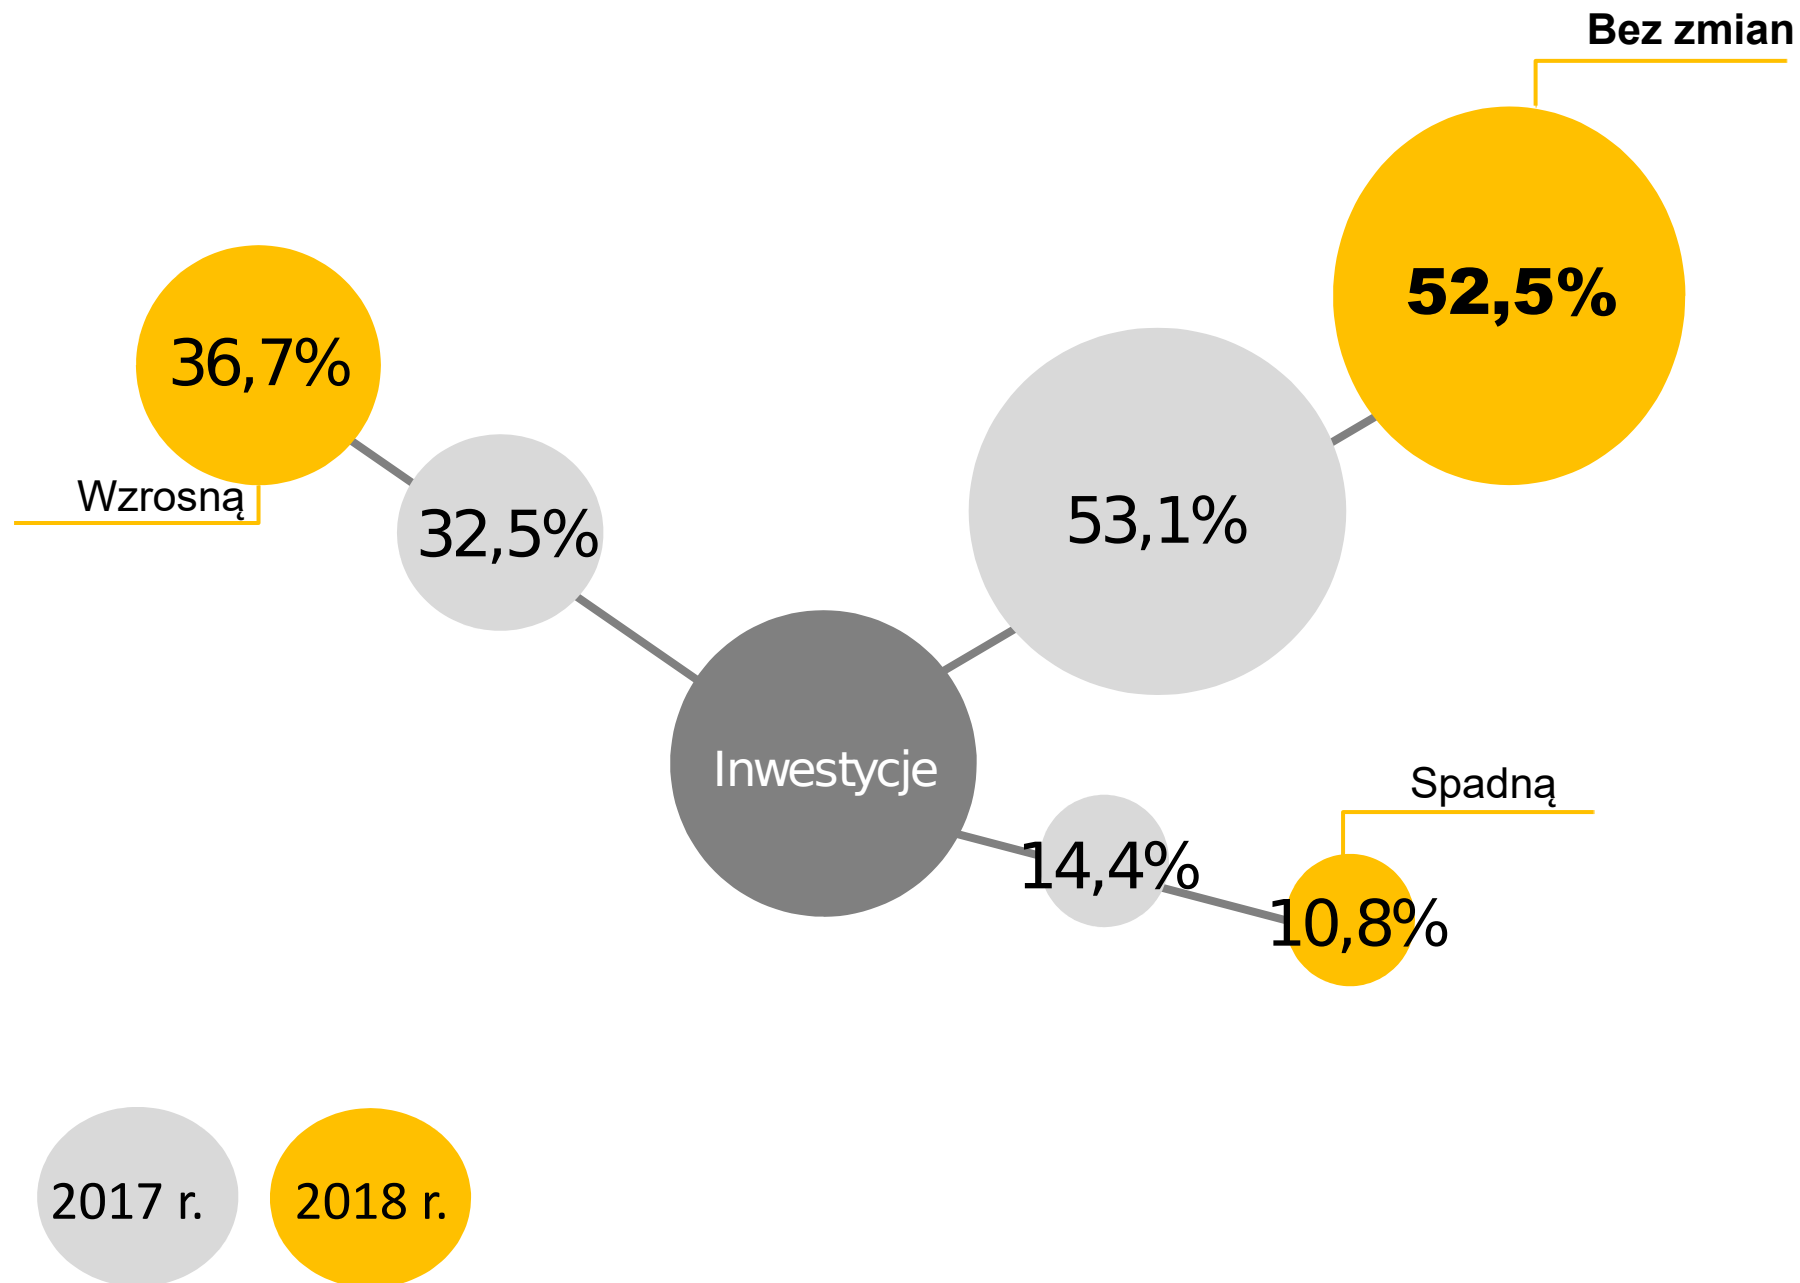 Bez zmian
52,5%
36,7%
Wzrosną
32,5%
53,1%
Inwestycje
Spadną
14,4%
10,8%
2017 r.
2018 r.